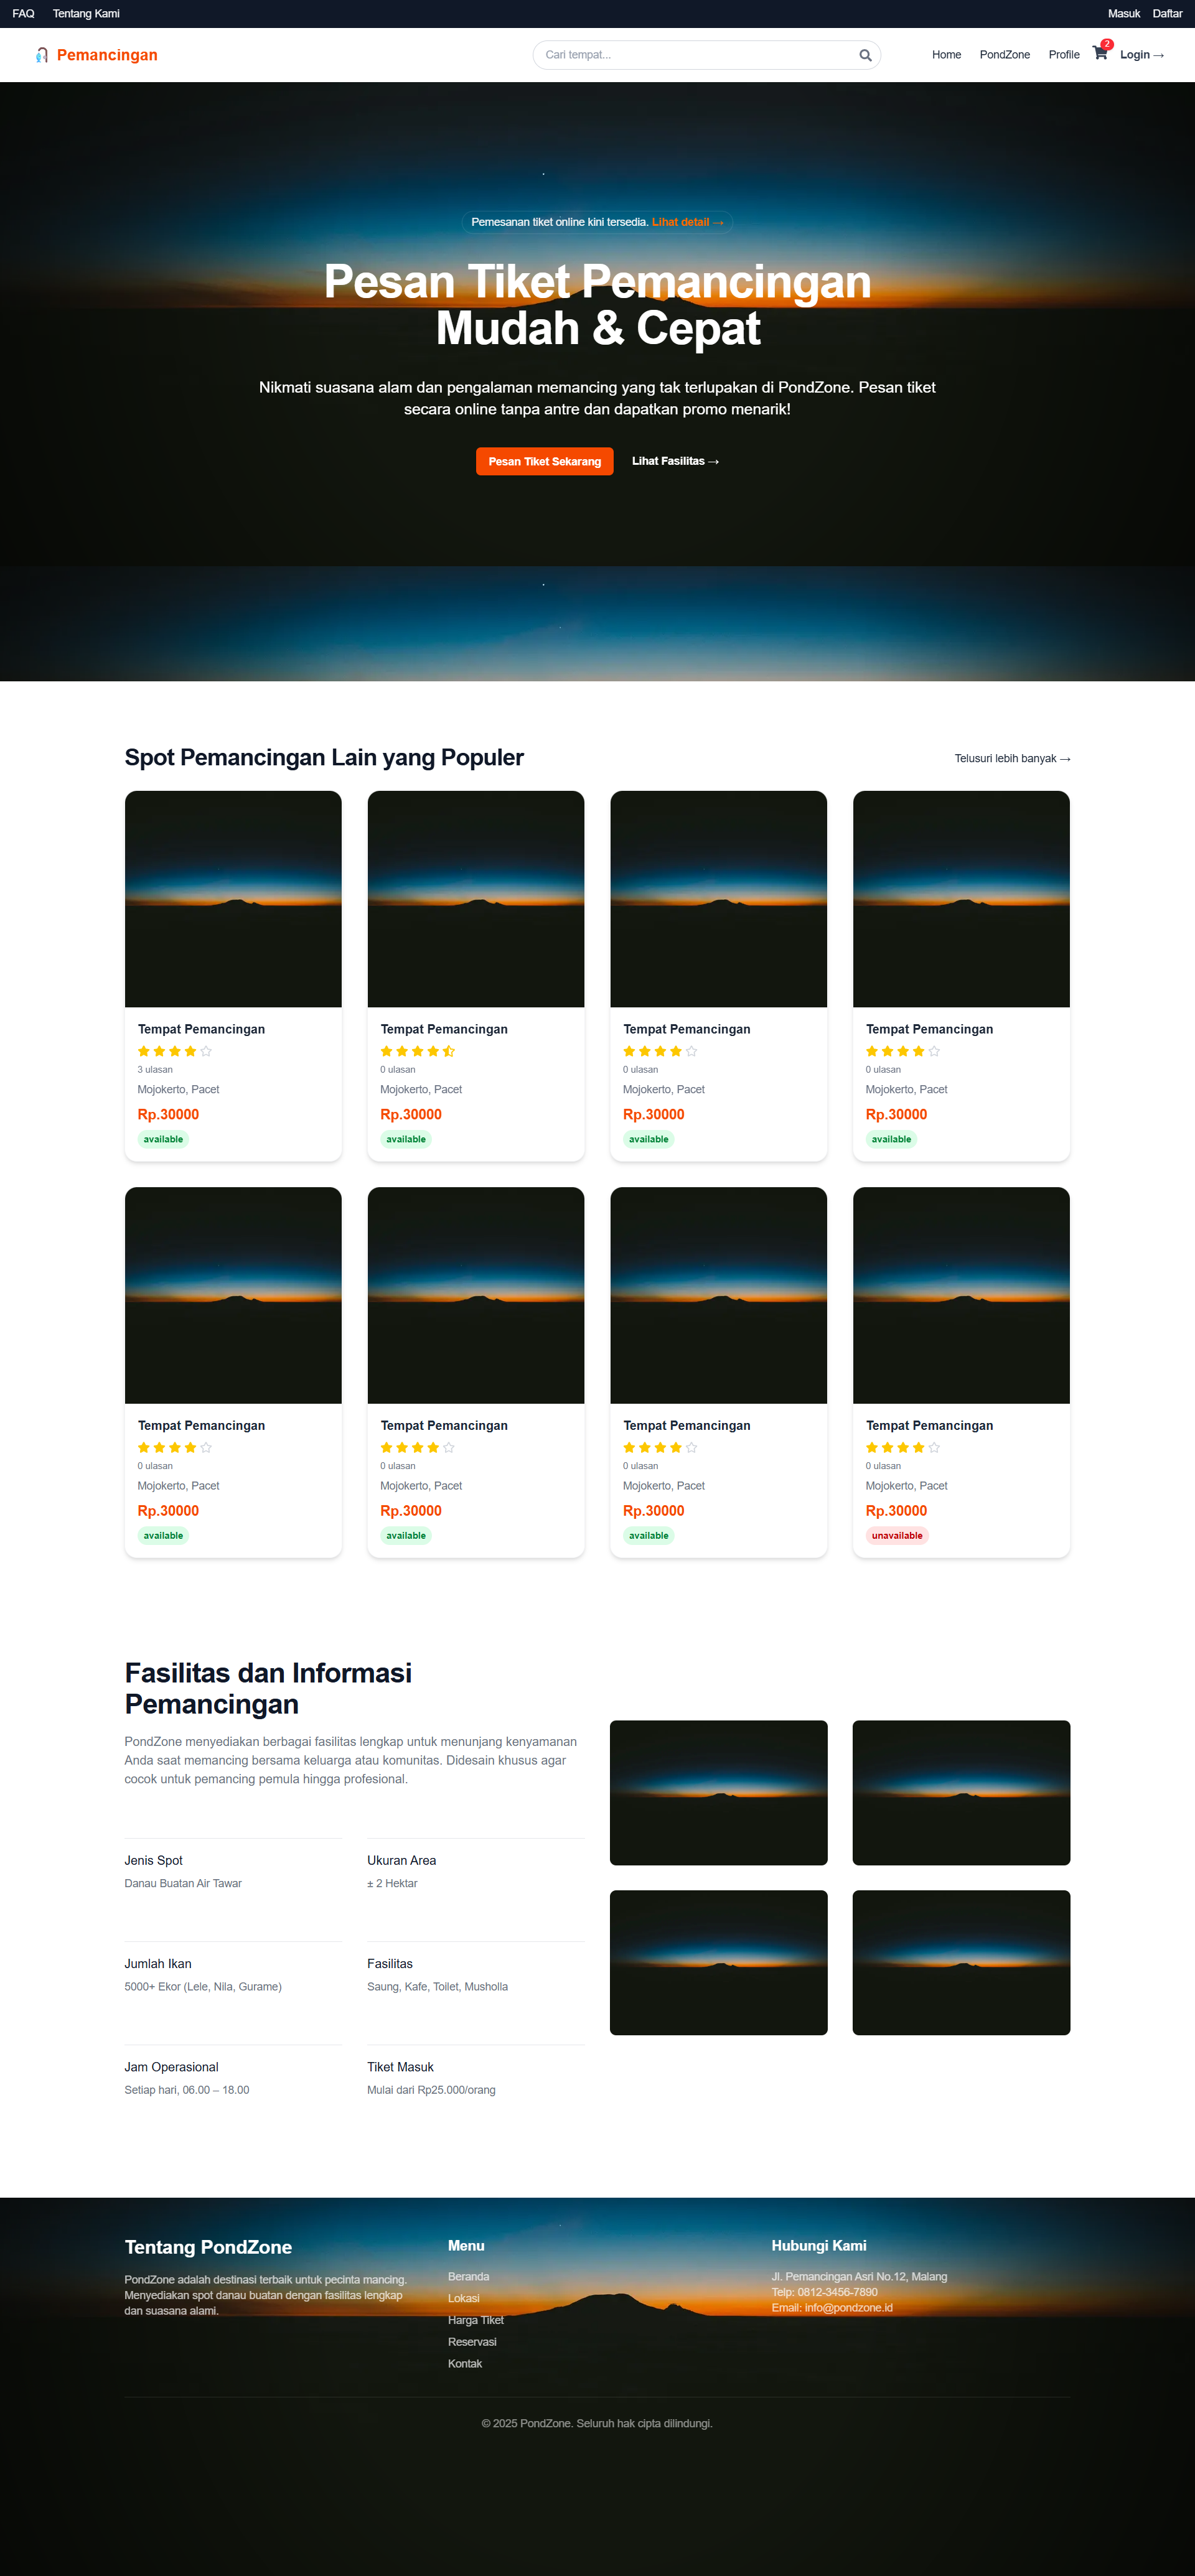 FAQ Tentang Kami Masuk Daftar
Pemancingan Cari tempat... Home PondZone Profile 2 Login →
Pemesanan tiket online kini tersedia. Lihat detail →
Pesan Tiket Pemancingan
Mudah & Cepat
Nikmati suasana alam dan pengalaman memancing yang tak terlupakan di PondZone. Pesan tiket
secara online tanpa antre dan dapatkan promo menarik!
Pesan Tiket Sekarang Lihat Fasilitas →
Spot Pemancingan Lain yang Populer Telusuri lebih banyak →
Tempat Pemancingan
3 ulasan
Mojokerto, Pacet
Rp.30000
available
Tempat Pemancingan
0 ulasan
Mojokerto, Pacet
Rp.30000
available
Tempat Pemancingan
0 ulasan
Mojokerto, Pacet
Rp.30000
available
Tempat Pemancingan
0 ulasan
Mojokerto, Pacet
Rp.30000
available
Tempat Pemancingan
0 ulasan
Mojokerto, Pacet
Rp.30000
available
Tempat Pemancingan
0 ulasan
Mojokerto, Pacet
Rp.30000
available
Tempat Pemancingan
0 ulasan
Mojokerto, Pacet
Rp.30000
available
Tempat Pemancingan
0 ulasan
Mojokerto, Pacet
Rp.30000
unavailable
Fasilitas dan Informasi
Pemancingan
PondZone menyediakan berbagai fasilitas lengkap untuk menunjang kenyamanan
Anda saat memancing bersama keluarga atau komunitas. Didesain khusus agar
cocok untuk pemancing pemula hingga profesional.
Jenis Spot
Danau Buatan Air Tawar
Ukuran Area
± 2 Hektar
Jumlah Ikan
5000+ Ekor (Lele, Nila, Gurame)
Fasilitas
Saung, Kafe, Toilet, Musholla
Jam Operasional
Setiap hari, 06.00 – 18.00
Tiket Masuk
Mulai dari Rp25.000/orang
Tentang PondZone
PondZone adalah destinasi terbaik untuk pecinta mancing.
Menyediakan spot danau buatan dengan fasilitas lengkap
dan suasana alami.
Menu
Beranda
Lokasi
Harga Tiket
Reservasi
Kontak
Hubungi Kami
Jl. Pemancingan Asri No.12, Malang
Telp: 0812-3456-7890
Email: info@pondzone.id
© 2025 PondZone. Seluruh hak cipta dilindungi.